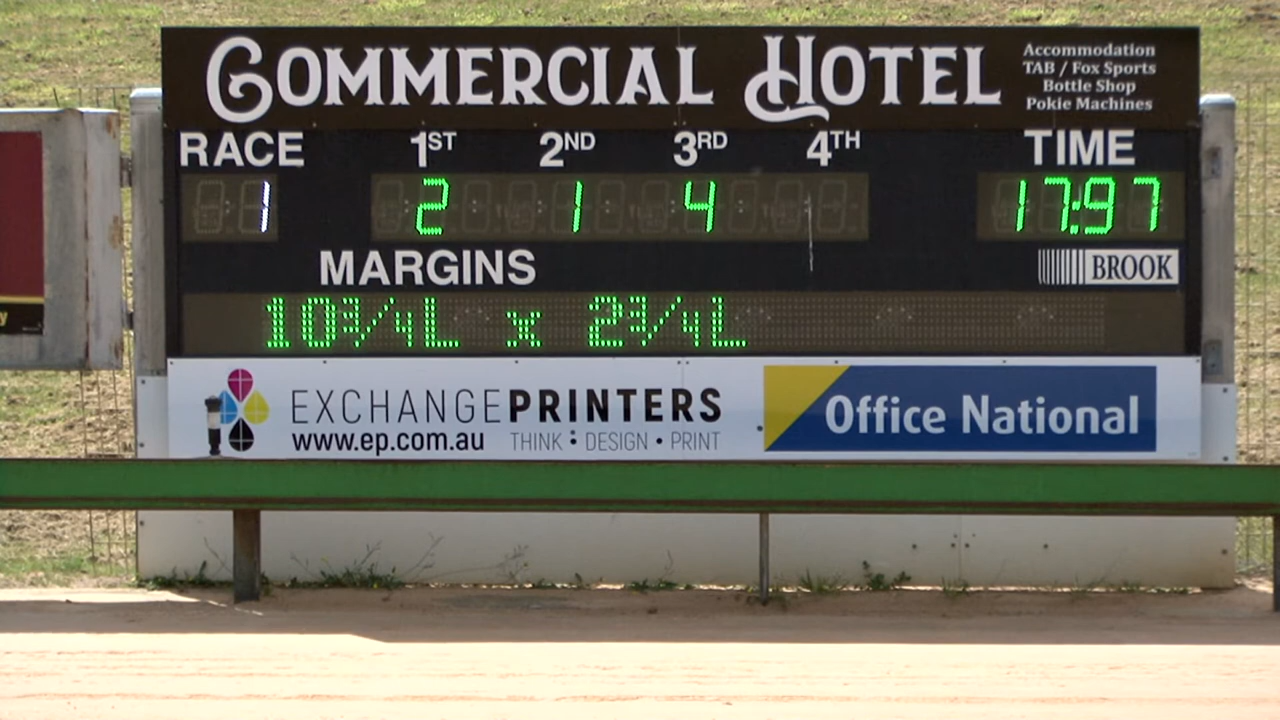 COMMERCIAL HOTEL
Accommodation
TAB / Fox Sports
Bottle Shop
Pokie Machines
RACE 1ST 2ND 3RD 4TH TIME
1 2 1 4 17:97
MARGINS
BROOK
10¾L x 2¾L
EXCHANGEPRINTERS
www.ep.com.au THINK • DESIGN • PRINT
Office National